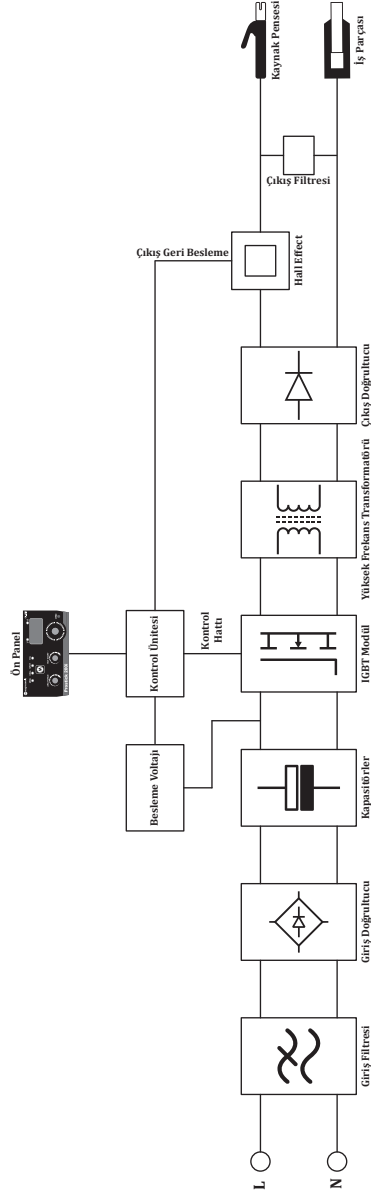 Ön Panel
Kontrol Ünitesi
Besleme Voltajı
Kontrol
Hattı
Çıkış Geri Besleme
L
N
Giriş Filtresi
Giriş Doğrultucu
Kapasitörler
IGBT Modül
Yüksek Frekans Transformatörü
Çıkış Doğrultucu
Hall Effect
Çıkış Filtresi
Kaynak Pensesi
İş Parçası